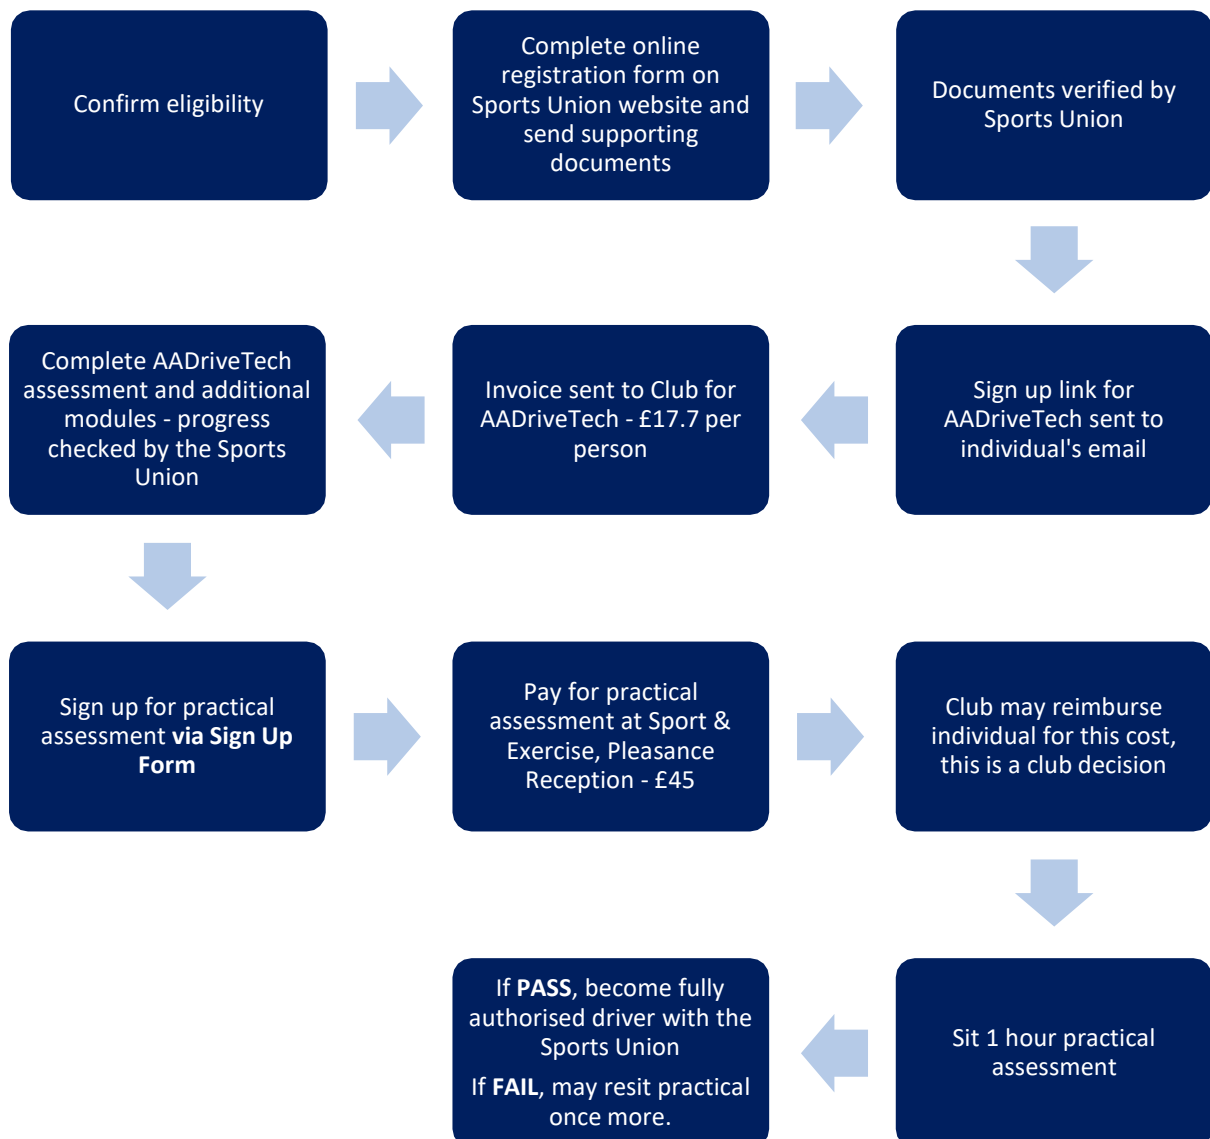 Confirm eligibility
Complete online
registration form on
Sports Union website and
send supporting
documents
Documents verified by
Sports Union
Sign up link for
AADriveTech sent to
individual's email
Invoice sent to Club for
AADriveTech - £17.7 per
person
Complete AADriveTech
assessment and additional
modules - progress
checked by the Sports
Union
Sign up for practical
assessment via Sign Up
Form
Pay for practical
assessment at Sport &
Exercise, Pleasance
Reception - £45
Club may reimburse
individual for this cost,
this is a club decision
Sit 1 hour practical
assessment
If PASS, become fully
authorised driver with the
Sports Union
If FAIL, may resit practical
once more.